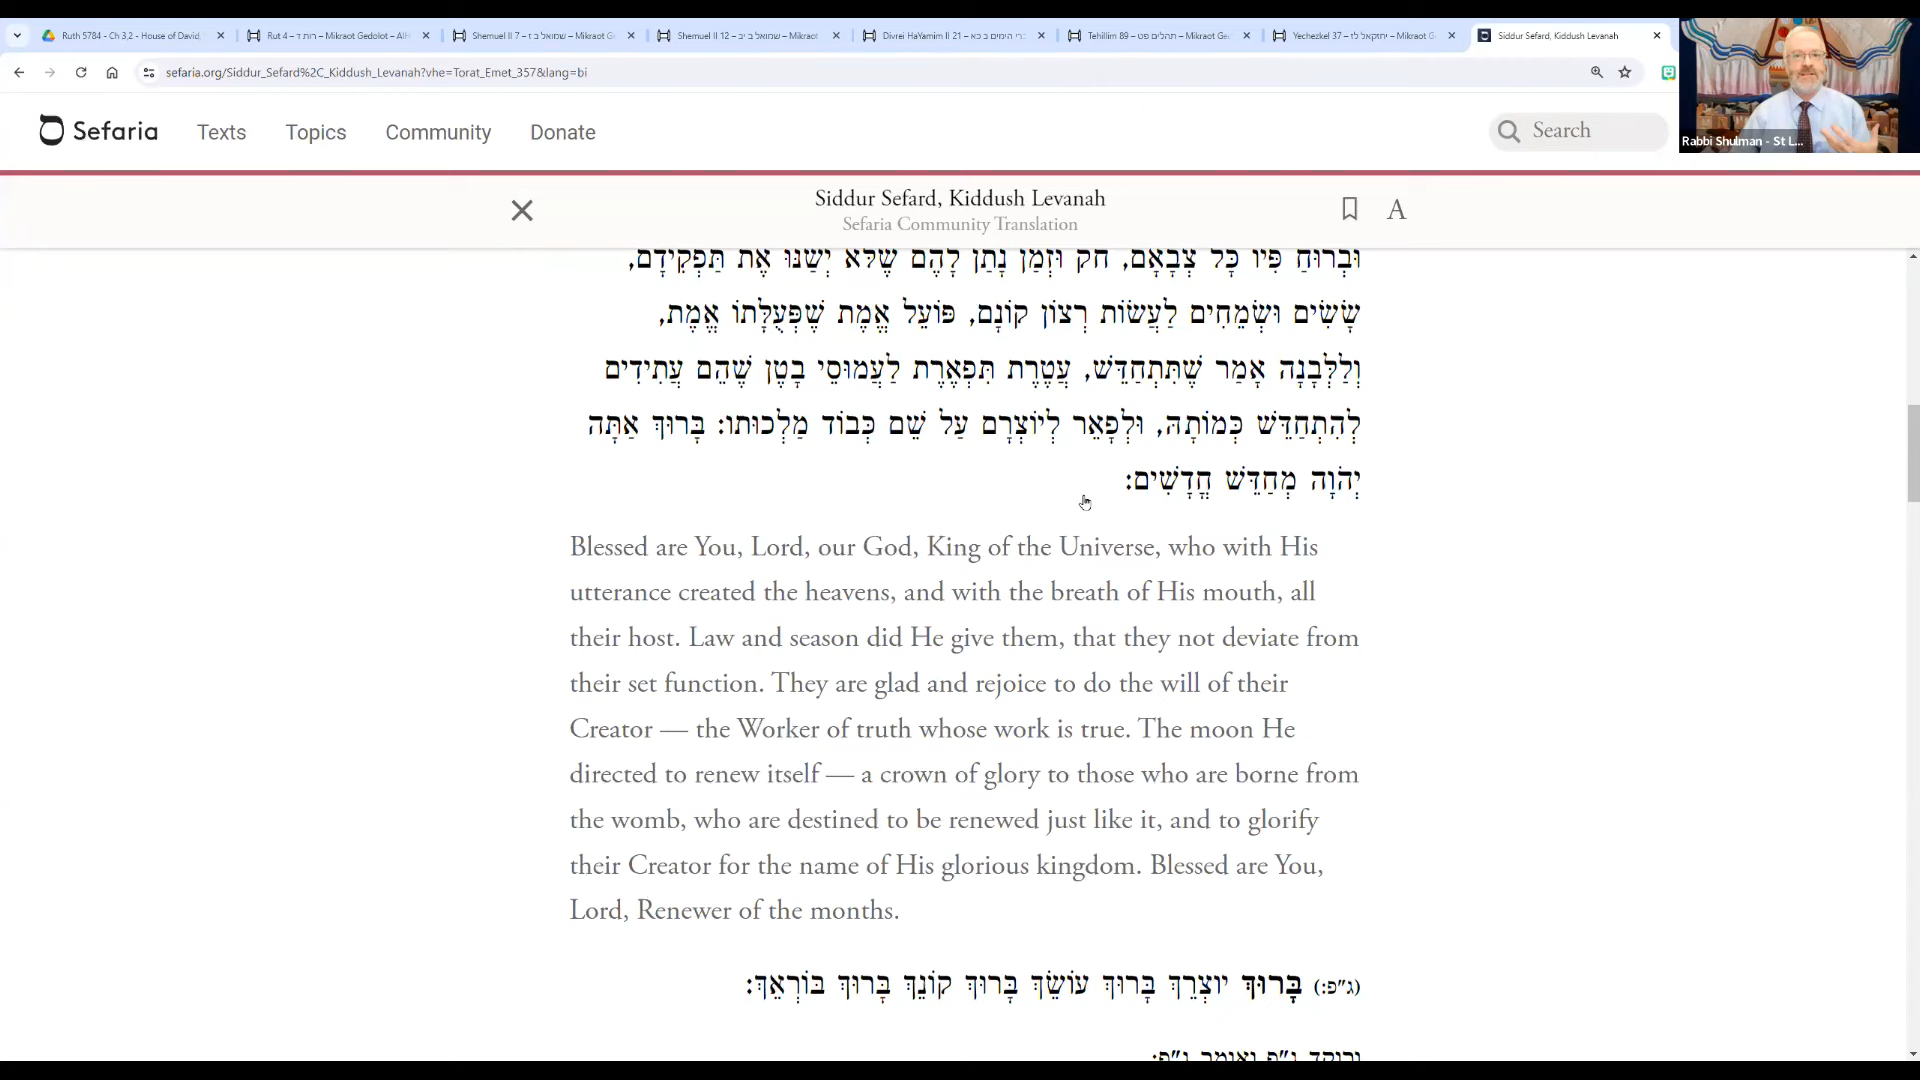 Ruth 5784 - Ch 3,2 - House of David,
Rut 4 – רות ד – Mikraot Gedolot – AlH
Shemuel II 7 – שמואל ב ז – Mikraot G
Shemuel II 12 – שמואל ב יב – Mikraot
Divrei HaYamim II 21 – דברי הימים ב כא
Tehillim 89 – תהלים פט – Mikraot Ge
Yechezkel 37 – יחזקאל לז – Mikraot G
Siddur Sefard, Kiddush Levanah
sefaria.org/Siddur_Sefard%2C_Kiddush_Levanah?vhe=Torat_Emet_357&lang=bi
Sefaria
Texts
Topics
Community
Donate
Search
Rabbi Shulman - St L...
Siddur Sefard, Kiddush Levanah
Sefaria Community Translation
A
וּבְרוּחַ פִּיו כָּל צְבָאָם, חֹק וּזְמַן נָתַן לָהֶם שֶׁלֹּא יְשַׁנּוּ אֶת תַּפְקִידָם,
שָׂשִׂים וּשְׂמֵחִים לַעֲשׂוֹת רְצוֹן קוֹנָם, פּוֹעֵל אֱמֶת שֶׁפְּעֻלָּתוֹ אֱמֶת,
וְלַלְּבָנָה אָמַר שֶׁתִּתְחַדֵּשׁ, עֲטֶרֶת תִּפְאֶרֶת לַעֲמוּסֵי בָטֶן שֶׁהֵם עֲתִידִים
לְהִתְחַדֵּשׁ כְּמוֹתָהּ, וּלְפָאֵר לְיוֹצְרָם עַל שֵׁם כְּבוֹד מַלְכוּתוֹ: בָּרוּךְ אַתָּה
יְהֹוָה מְחַדֵּשׁ חֳדָשִׁים:
Blessed are You, Lord, our God, King of the Universe, who with His
utterance created the heavens, and with the breath of His mouth, all
their host. Law and season did He give them, that they not deviate from
their set function. They are glad and rejoice to do the will of their
Creator — the Worker of truth whose work is true. The moon He
directed to renew itself — a crown of glory to those who are borne from
the womb, who are destined to be renewed just like it, and to glorify
their Creator for the name of His glorious kingdom. Blessed are You,
Lord, Renewer of the months.
(ג"פ:) בָּרוּךְ יוצְרֵךְ בָּרוּךְ עוֹשֵׂךְ בָּרוּךְ קוֹנֵךְ בָּרוּךְ בּוֹרְאֵךְ:
וירוקד ג"פ ואומר ג"פ: